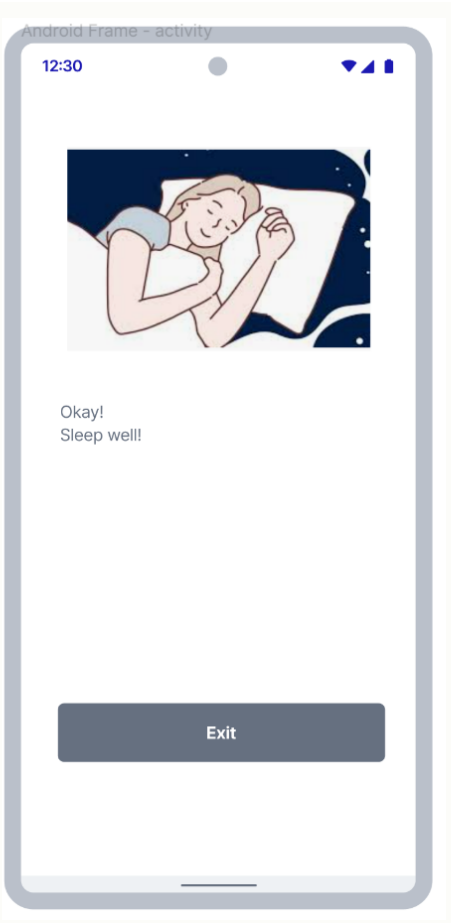 Android Frame - activity
12:30
Okay!
Sleep well!
Exit